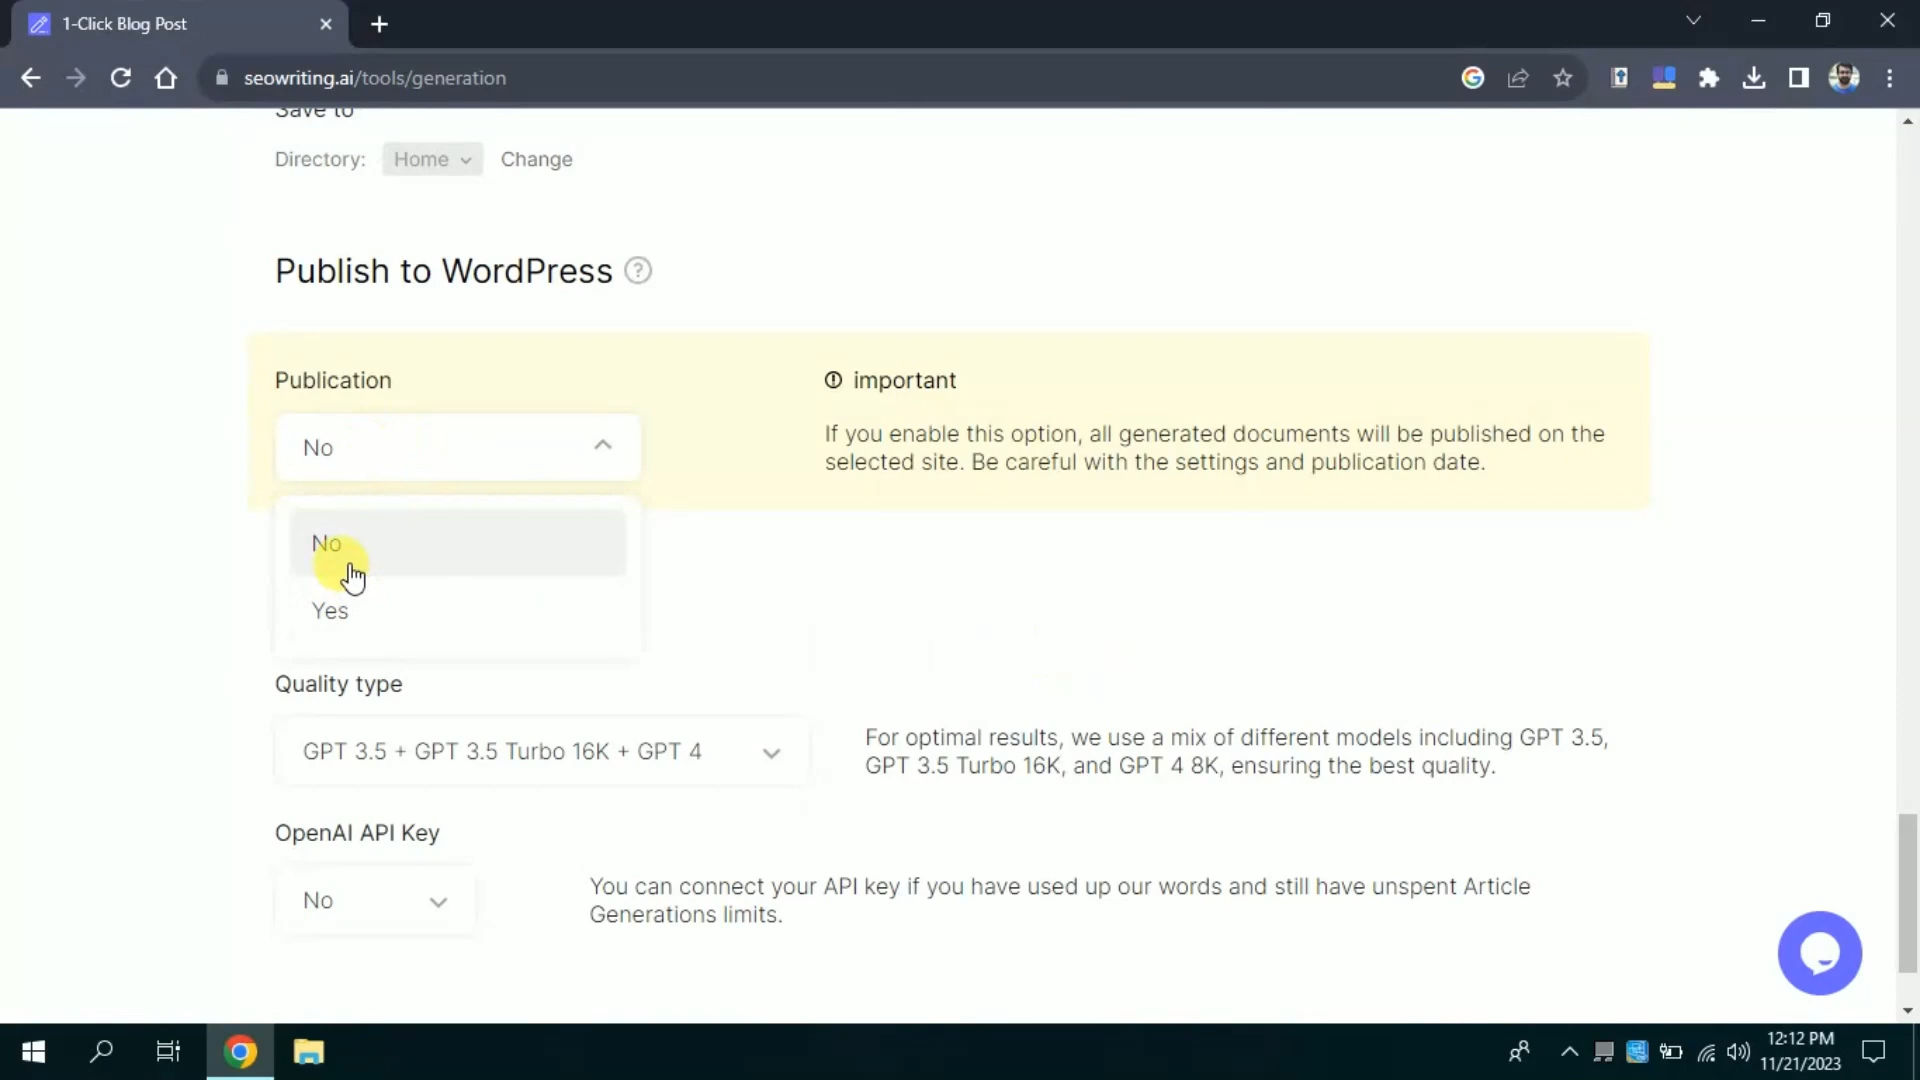 1-Click Blog Post
seowriting.ai/tools/generation
Save to
Directory: Home Change
Publish to WordPress ?
Publication
important
No
If you enable this option, all generated documents will be published on the
selected site. Be careful with the settings and publication date.
No
Yes
Quality type
GPT 3.5 + GPT 3.5 Turbo 16K + GPT 4
For optimal results, we use a mix of different models including GPT 3.5,
GPT 3.5 Turbo 16K, and GPT 4 8K, ensuring the best quality.
OpenAI API Key
No
You can connect your API key if you have used up our words and still have unspent Article
Generations limits.
12:12 PM
11/21/2023